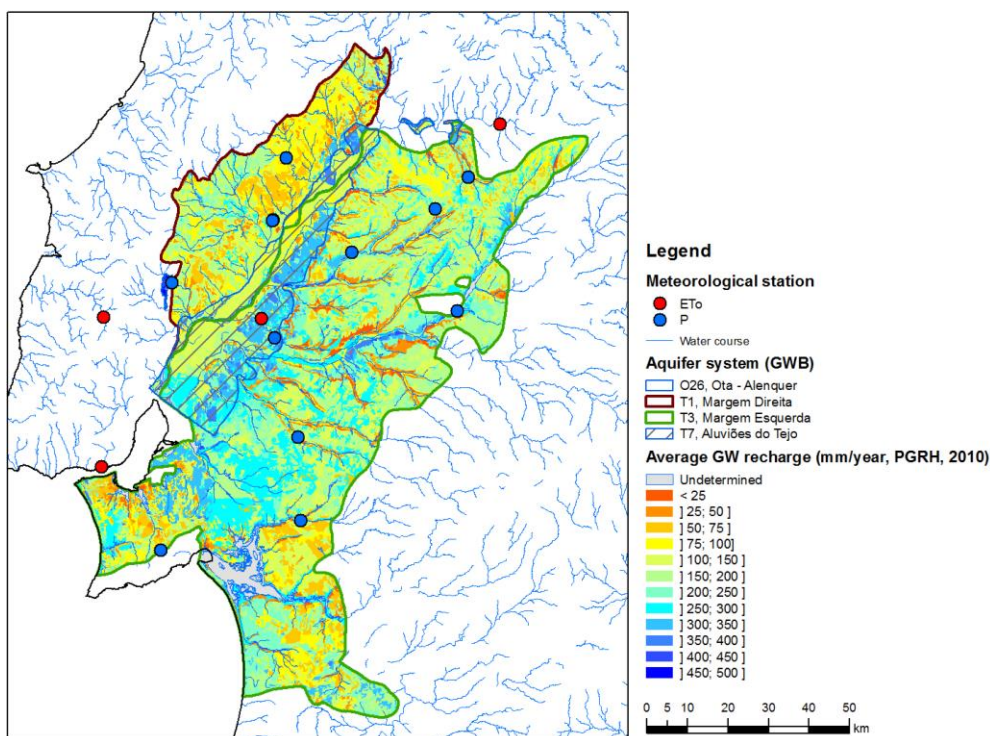 Legend
Meteorological station
ETo
P
Water course
Aquifer system (GWB)
O26, Ota - Alenquer
T1, Margem Direita
T3, Margem Esquerda
T7, Aluviões do Tejo
Average GW recharge (mm/year, PGRH, 2010)
Undetermined
< 25
] 25; 50 ]
] 50; 75 ]
] 75; 100]
] 100; 150 ]
] 150; 200 ]
] 200; 250 ]
] 250; 300 ]
] 300; 350 ]
] 350; 400 ]
] 400; 450 ]
] 450; 500 ]
0 5 10 20 30 40 50
km